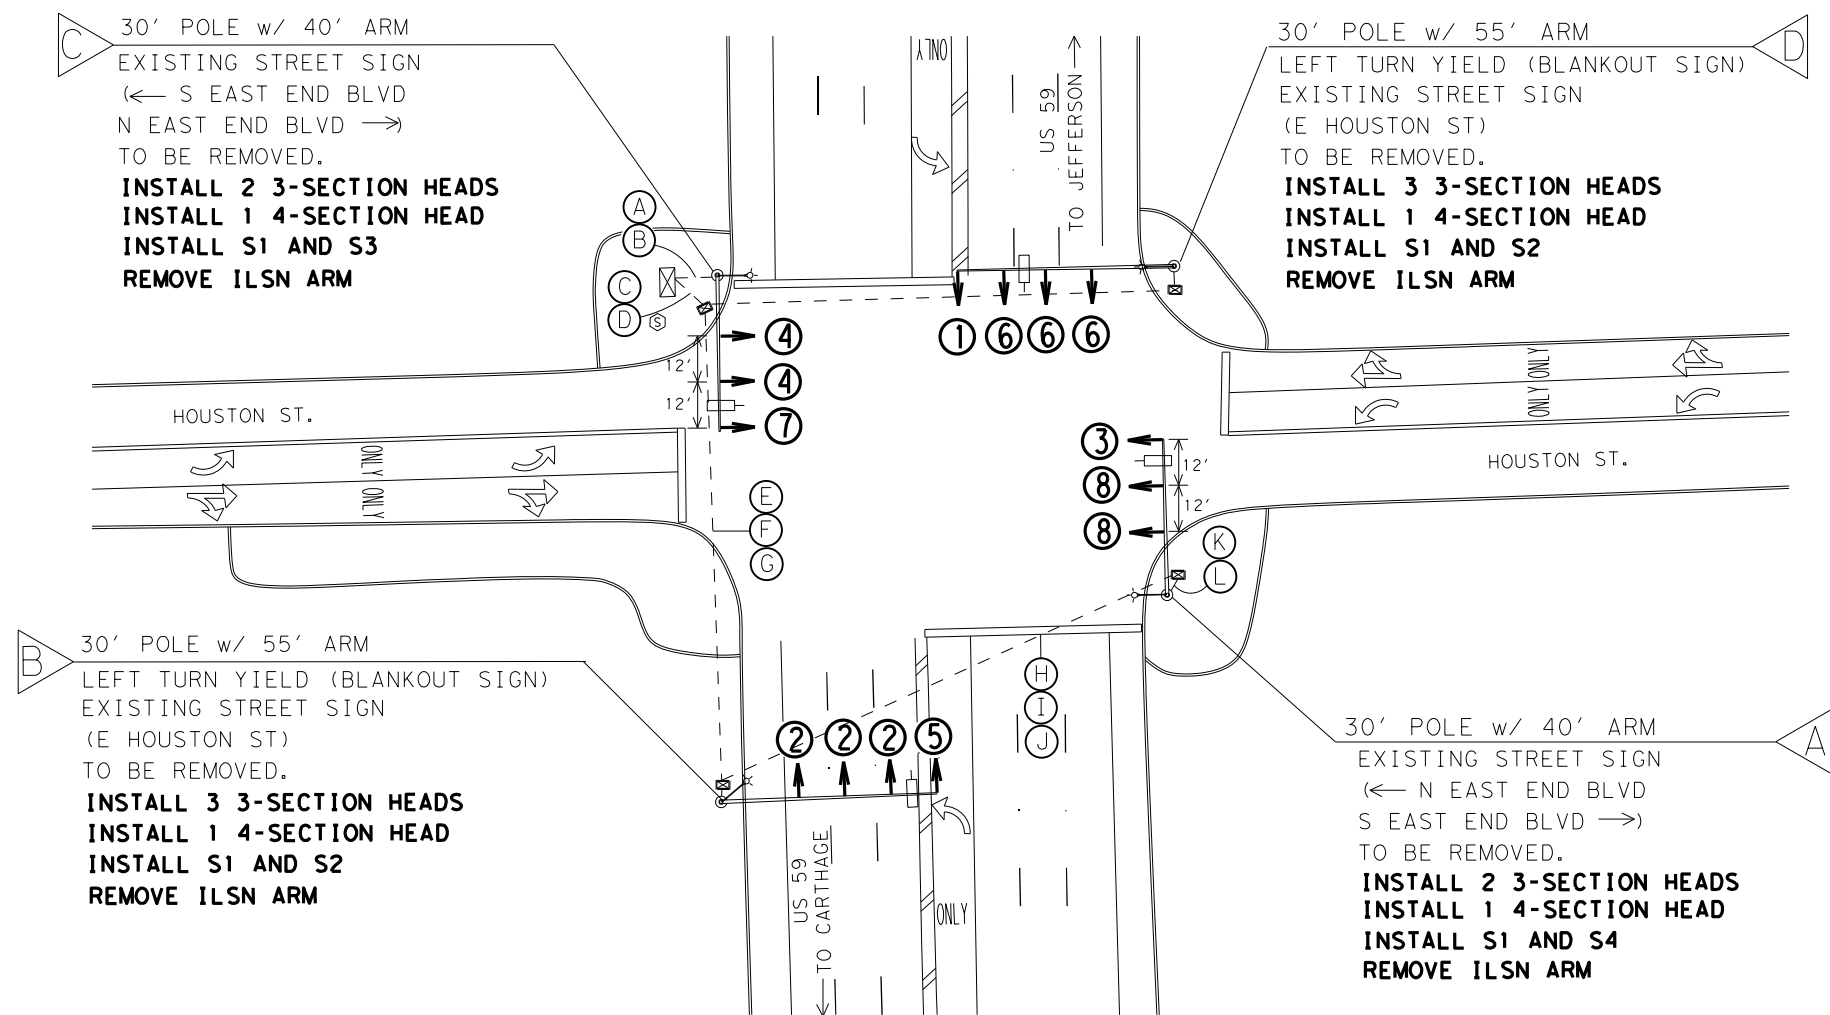 C
30' POLE w/ 40' ARM
EXISTING STREET SIGN
(← S EAST END BLVD
N EAST END BLVD →)
TO BE REMOVED.
INSTALL 2 3-SECTION HEADS
INSTALL 1 4-SECTION HEAD
INSTALL S1 AND S3
REMOVE ILSN ARM
D
30' POLE w/ 55' ARM
LEFT TURN YIELD (BLANKOUT SIGN)
EXISTING STREET SIGN
(E HOUSTON ST)
TO BE REMOVED.
INSTALL 3 3-SECTION HEADS
INSTALL 1 4-SECTION HEAD
INSTALL S1 AND S2
REMOVE ILSN ARM
ONLY
US 59
TO JEFFERSON →
A
B
C
D
S
1
6
6
6
4
4
7
12'
12'
HOUSTON ST.
ONLY
ONLY
ONLY
ONLY
HOUSTON ST.
3
8
8
12'
12'
E
F
G
K
L
H
I
J
2
2
2
5
B
30' POLE w/ 55' ARM
LEFT TURN YIELD (BLANKOUT SIGN)
EXISTING STREET SIGN
(E HOUSTON ST)
TO BE REMOVED.
INSTALL 3 3-SECTION HEADS
INSTALL 1 4-SECTION HEAD
INSTALL S1 AND S2
REMOVE ILSN ARM
US 59
← TO CARTHAGE
ONLY
A
30' POLE w/ 40' ARM
EXISTING STREET SIGN
(← N EAST END BLVD
S EAST END BLVD →)
TO BE REMOVED.
INSTALL 2 3-SECTION HEADS
INSTALL 1 4-SECTION HEAD
INSTALL S1 AND S4
REMOVE ILSN ARM